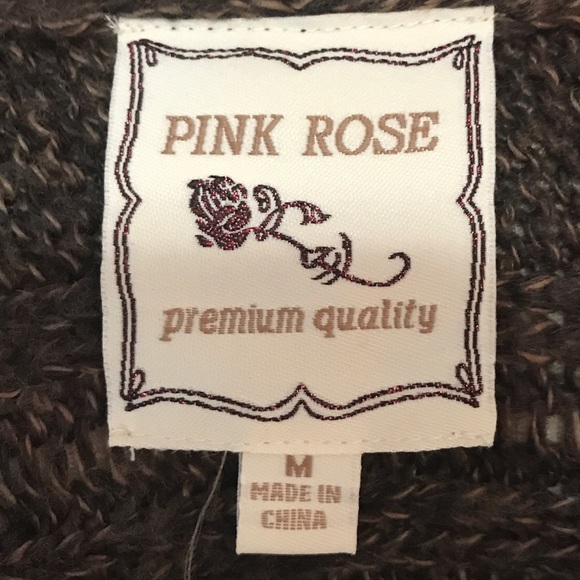 PINK ROSE
premium quality
M
MADE IN
CHINA